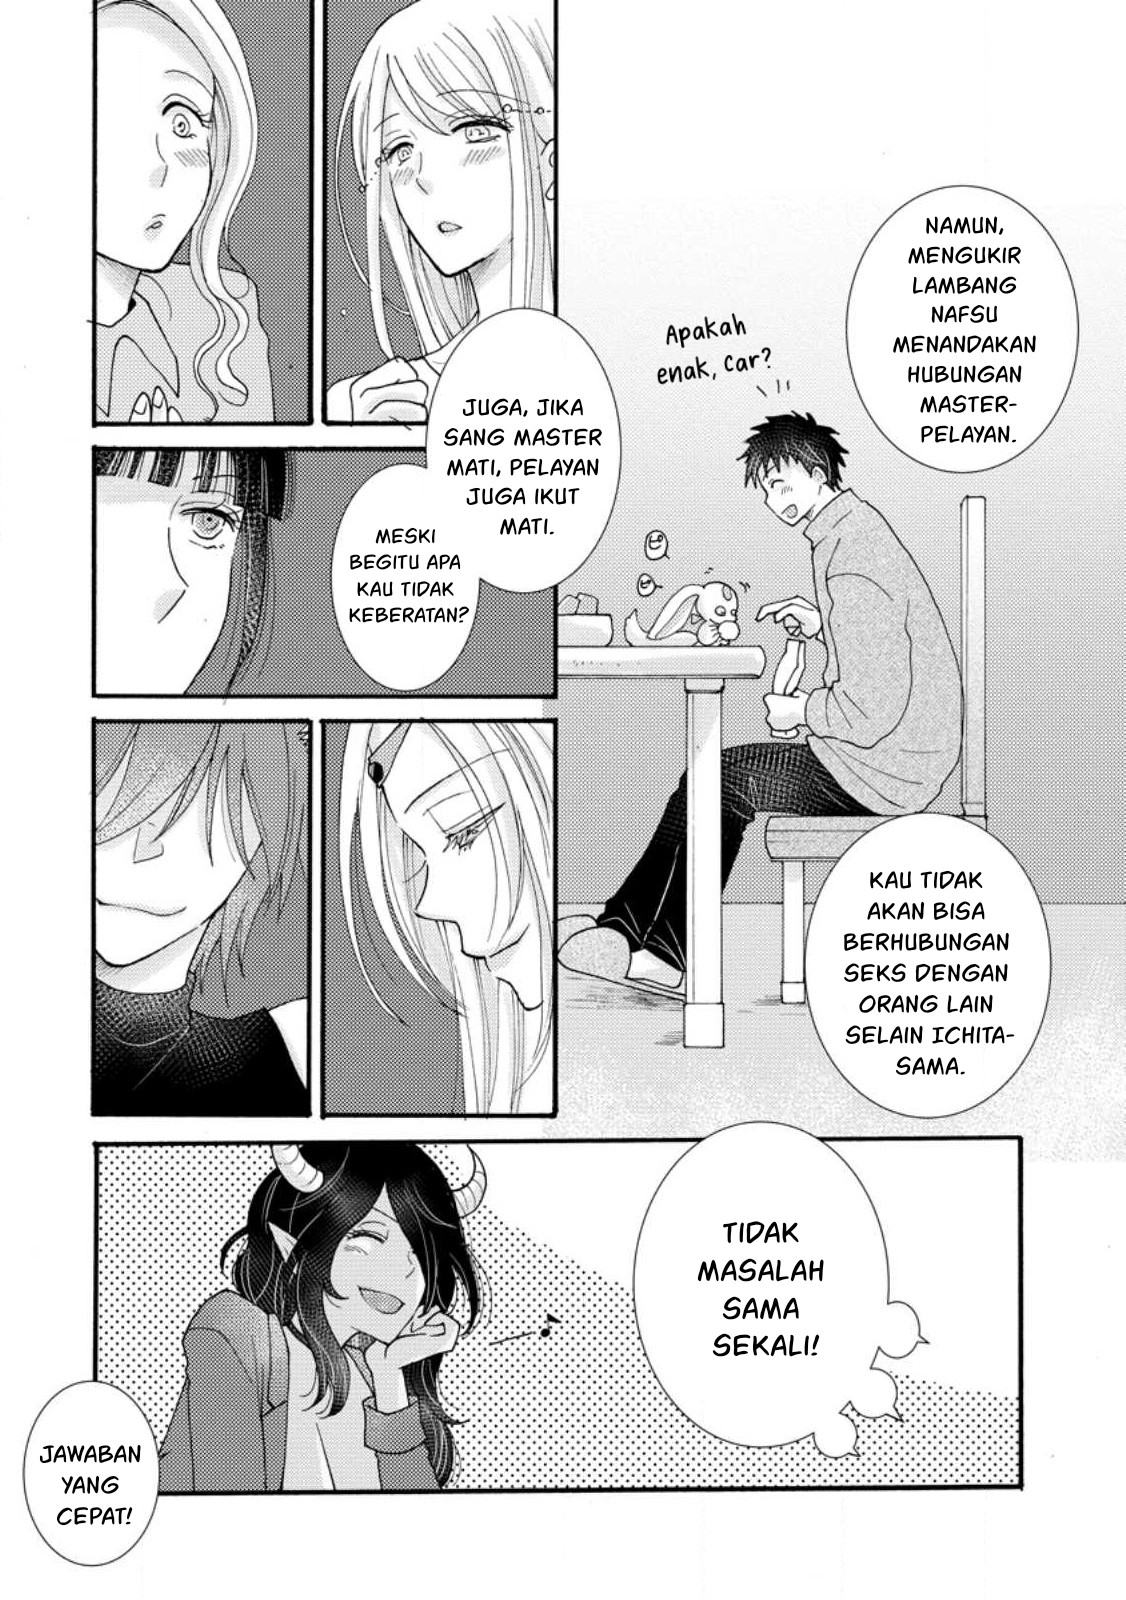 NAMUN,
MENGUKIR
LAMBANG
NAFSU
MENANDAKAN
HUBUNGAN
MASTER-
PELAYAN.
Apakah
enak, Car?
KAU TIDAK
AKAN BISA
BERHUBUNGAN
SEKS DENGAN
ORANG LAIN
SELAIN ICHITA-
SAMA.
JUGA, JIKA
SANG MASTER
MATI, PELAYAN
JUGA IKUT
MATI.
MESKI
BEGITU APA
KAU TIDAK
KEBERATAN?
TIDAK
MASALAH
SAMA
SEKALI!
JAWABAN
YANG
CEPAT!